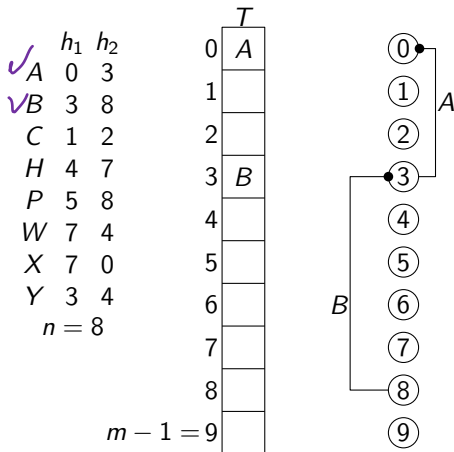 h₁ h₂
✓ A 0 3
✓ B 3 8
C 1 2
H 4 7
P 5 8
W 7 4
X 7 0
Y 3 4
n = 8
T
0 A
1
2
3 B
4
5
6
7
8
m − 1 = 9
0
1
2
3
4
5
6
7
8
9
A
B